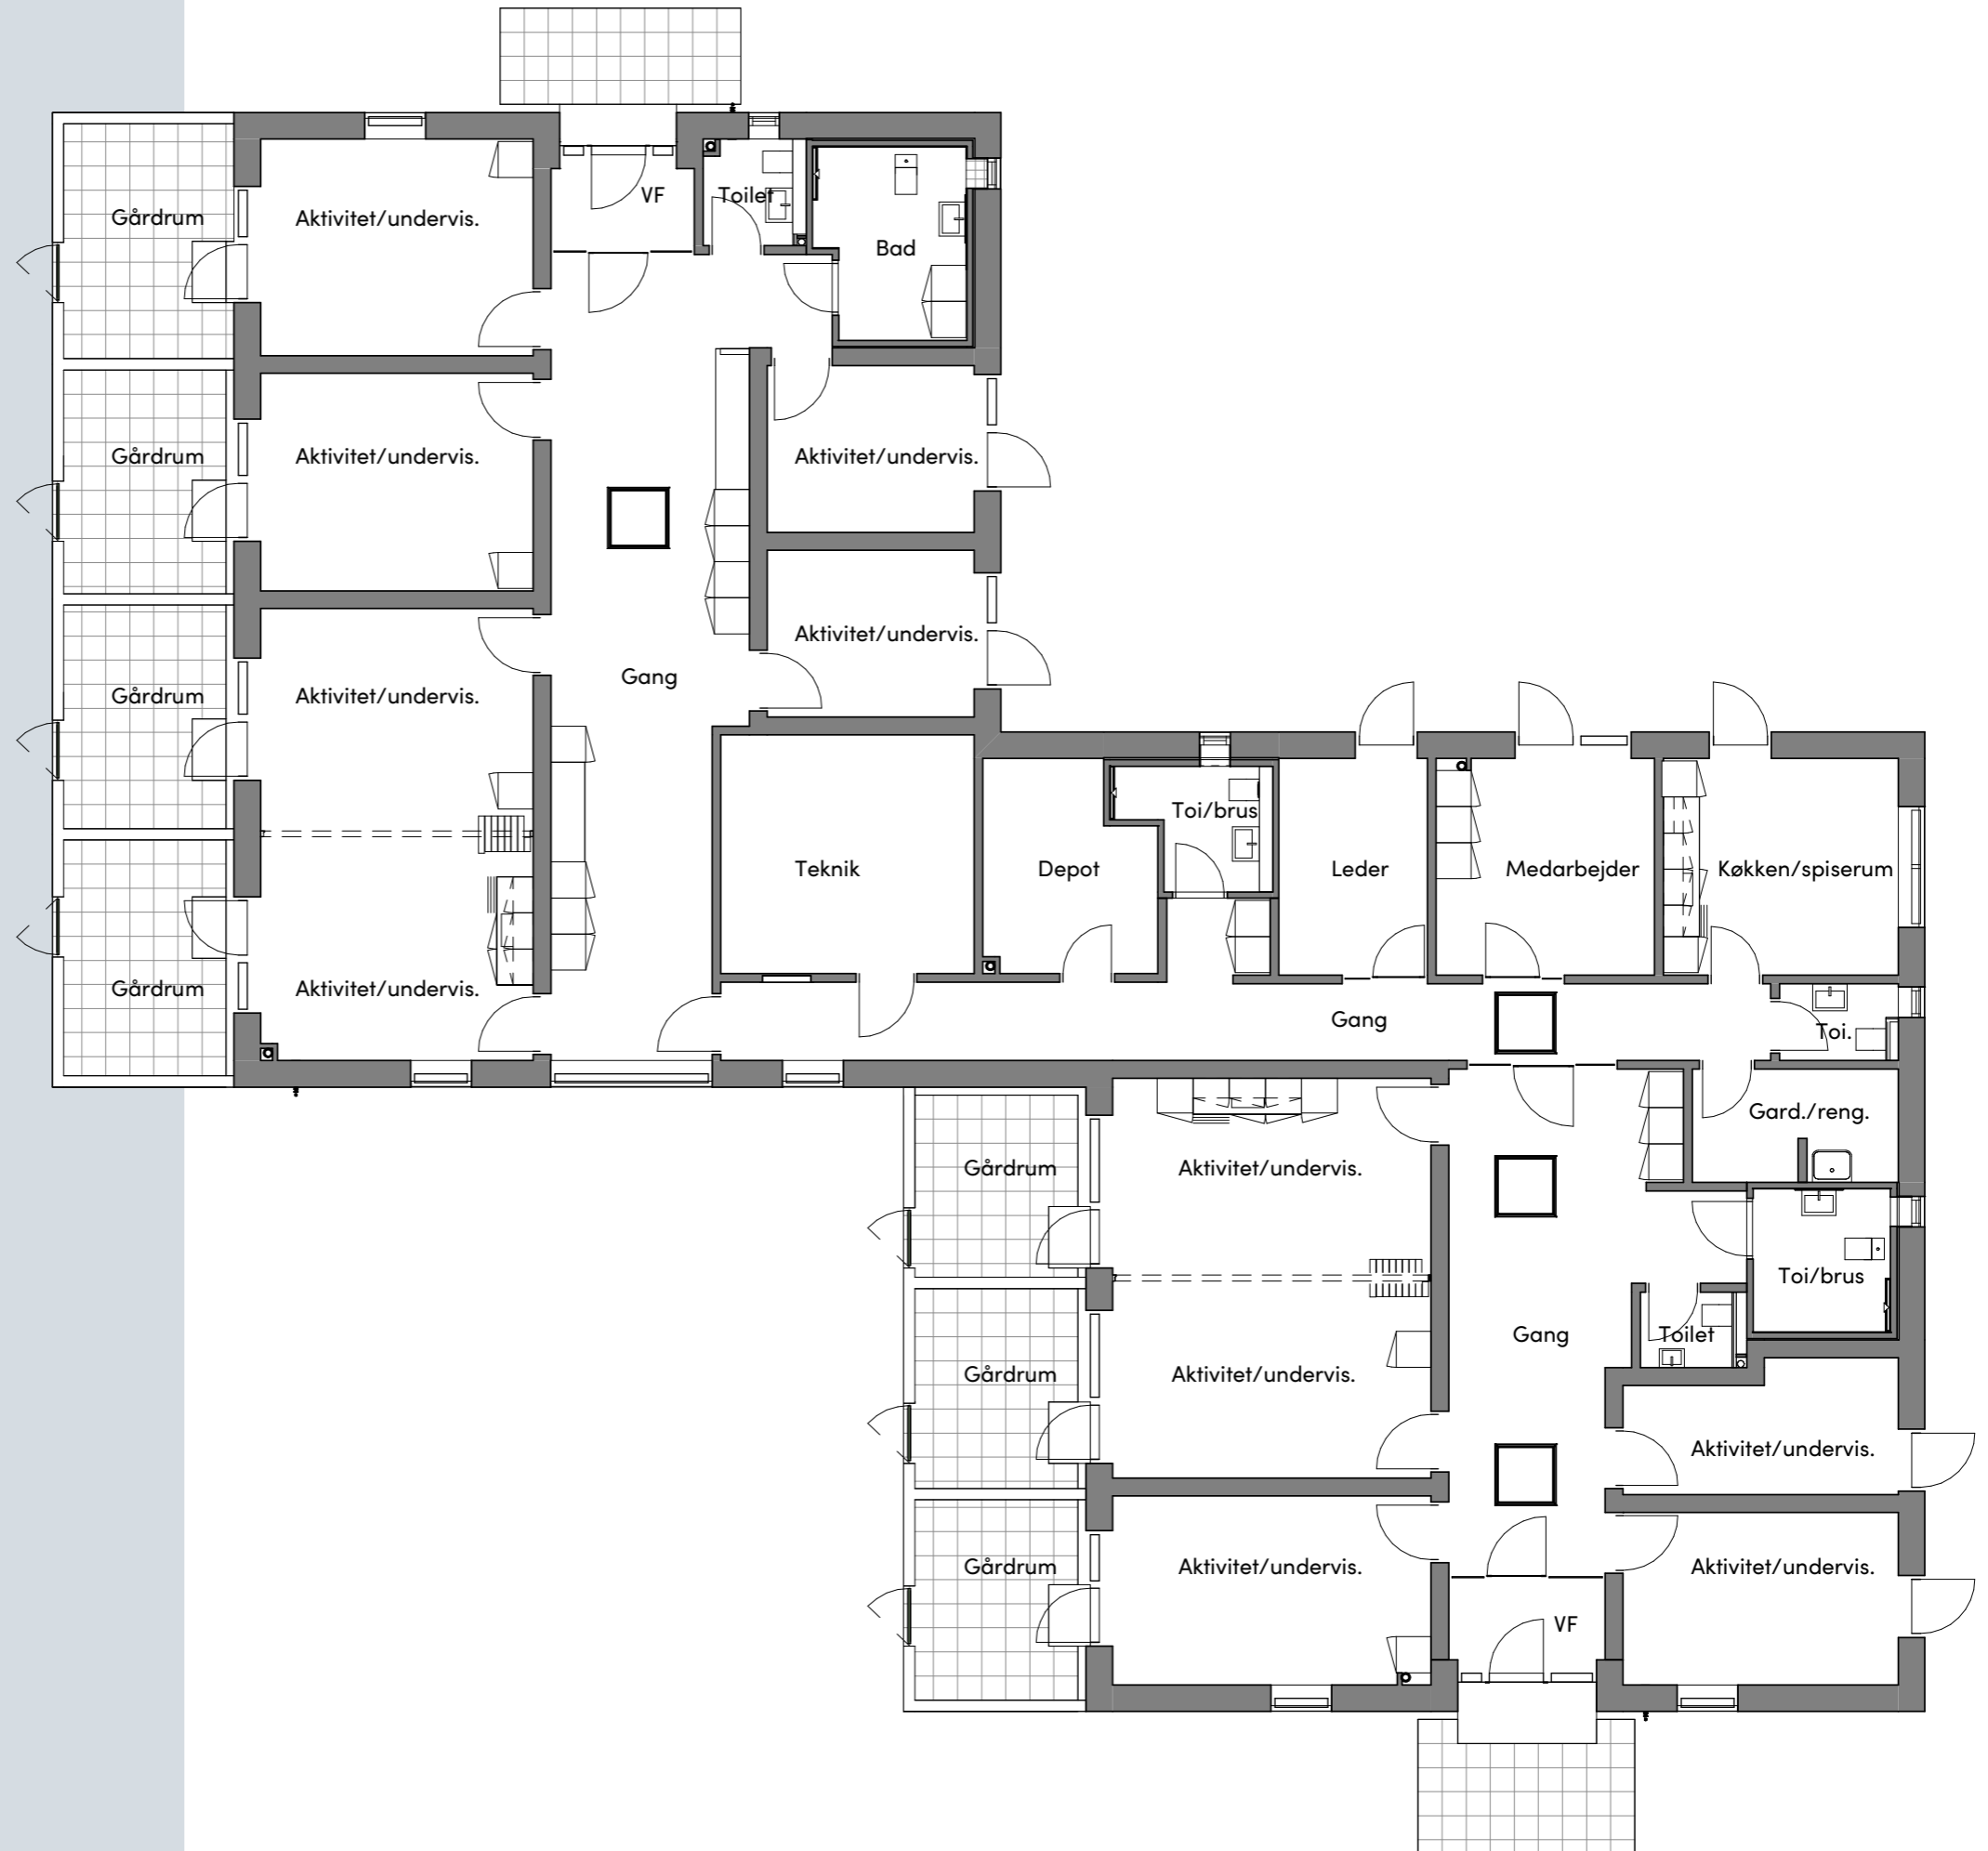 VF
Toilet
Gårdrum
Aktivitet/undervis.
Bad
Gårdrum
Aktivitet/undervis.
Aktivitet/undervis.
Aktivitet/undervis.
Gang
Gårdrum
Aktivitet/undervis.
Toi/brus
Teknik
Depot
Leder
Medarbejder
Køkken/spiserum
Gårdrum
Aktivitet/undervis.
Gang
Toi.
Gard./reng.
Gårdrum
Aktivitet/undervis.
Toi/brus
Gang
Toilet
Gårdrum
Aktivitet/undervis.
Aktivitet/undervis.
Gårdrum
Aktivitet/undervis.
Aktivitet/undervis.
VF